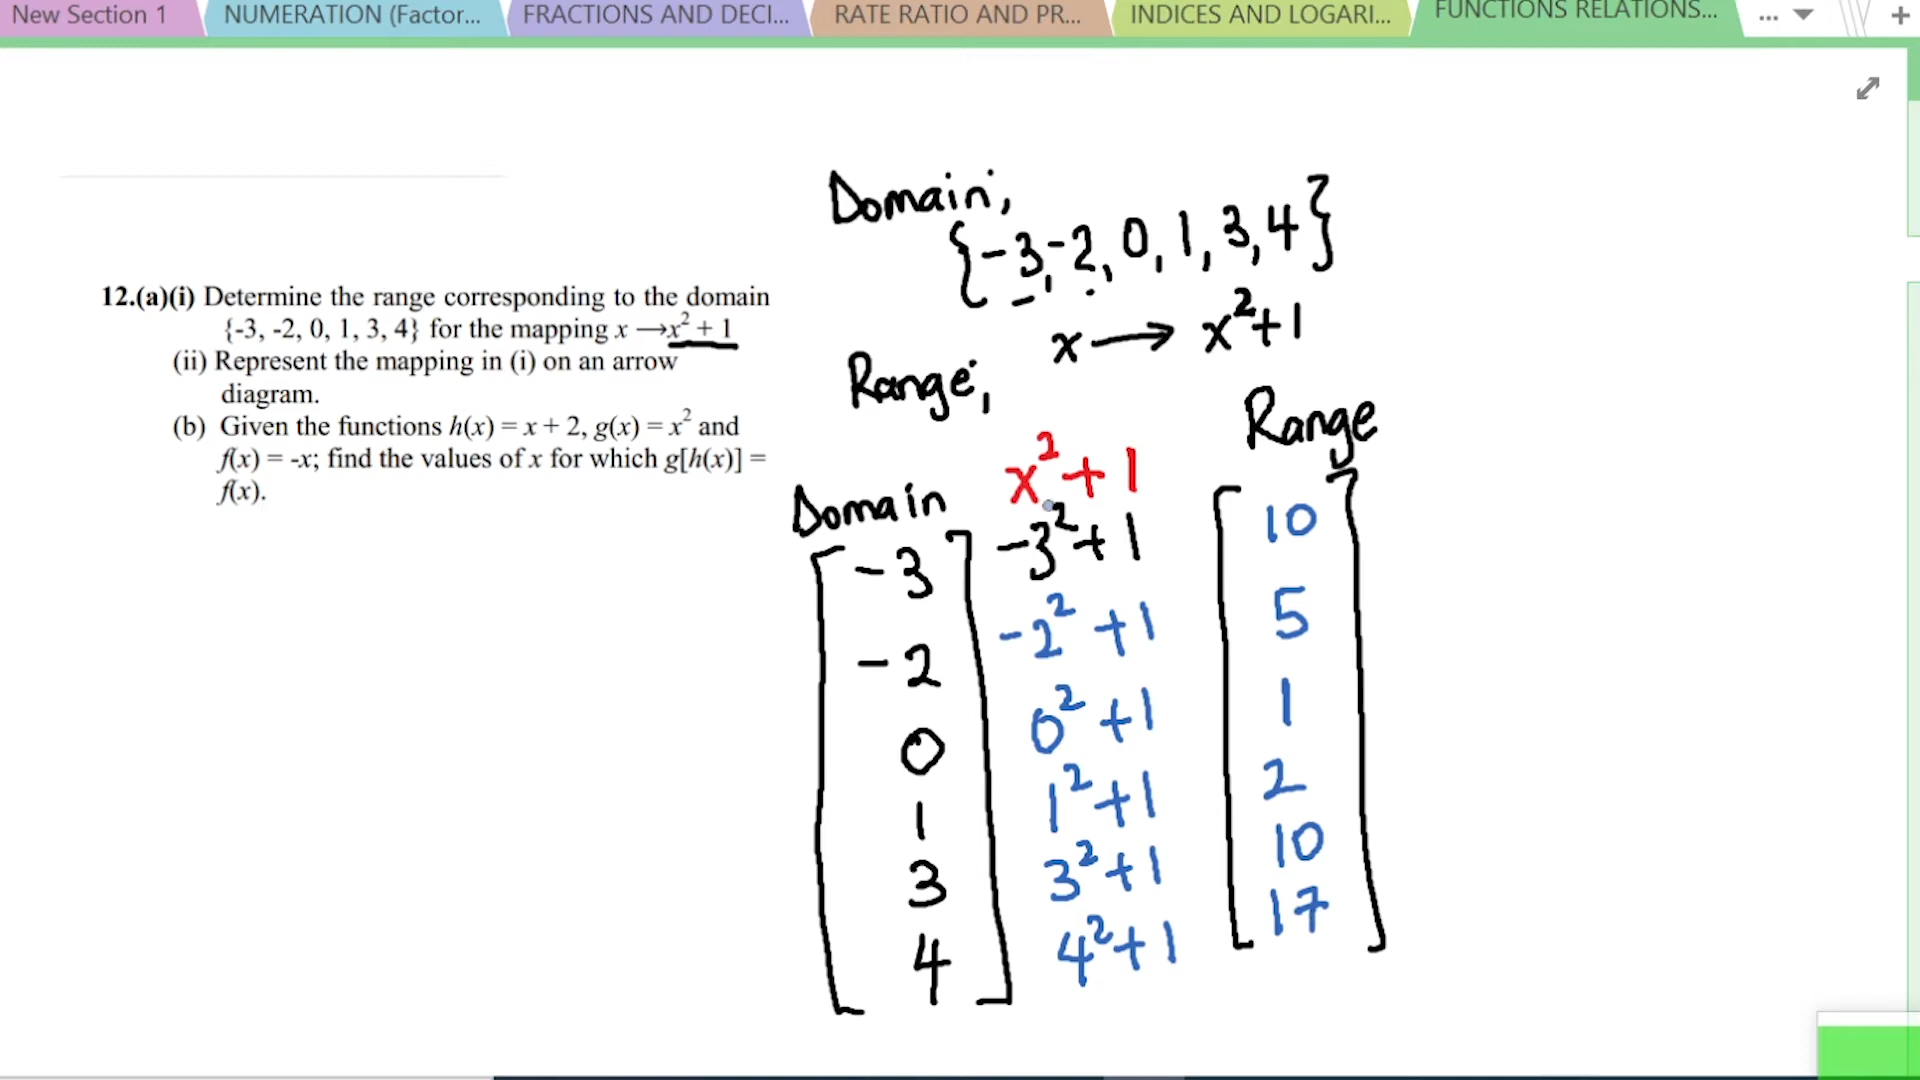 New Section 1 NUMERATION (Factor... FRACTIONS AND DECI... RATE RATIO AND PR... INDICES AND LOGARI... FUNCTIONS RELATIONS... ...
12.(a)(i) Determine the range corresponding to the domain
{-3, -2, 0, 1, 3, 4} for the mapping x →x² + 1
(ii) Represent the mapping in (i) on an arrow
diagram.
(b) Given the functions h(x) = x + 2, g(x) = x² and
f(x) = -x; find the values of x for which g[h(x)] =
f(x).
Domain;
{-3,-2, 0, 1, 3, 4}
x → x²+1
Range;
Domain
-3
-2
0
1
3
4
x²+1
-3²+1
-2²+1
0²+1
1²+1
3²+1
4²+1
Range
10
5
1
2
10
17